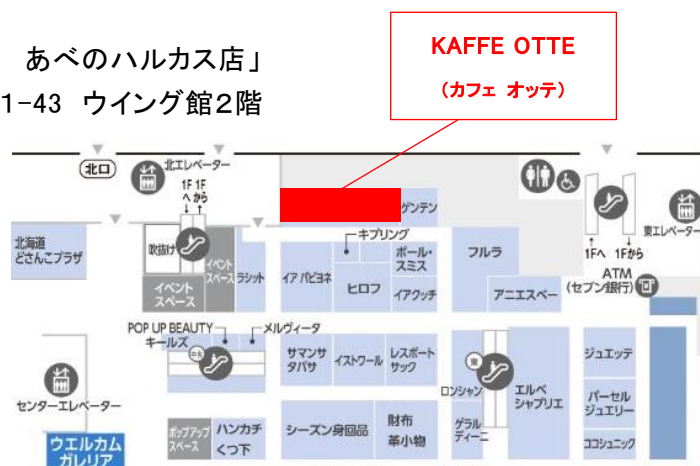 あべのハルカス店」
1-43 ウイング館2階
KAFFE OTTE
(カフェ オッテ)
北口
北エレベーター
1F 1F
へ から
ゲンテン
東エレベーター
1Fへ 1Fから
ATM
(セブン銀行)
北海道
どさんこプラザ
吹抜け
イベント
スペース
イベント
スペース
ラシット
キプリング
イア パピヨネ
ヒロフ
ポール・
スミス
イアクッチ
フルラ
アニエスベー
POP UP BEAUTY
キールズ
メルヴィータ
中央
サマンサ
タバサ
イストワール
レスポート
サック
東
ロンシャン
エルベ
シャプリエ
ジュエッテ
センターエレベーター
ゲラル
ディーニ
パーセル
ジュエリー
ココシュニック
ウエルカム
ガレリア
ポップアップ
スペース
ハンカチ
くつ下
シーズン身回品
財布
革小物